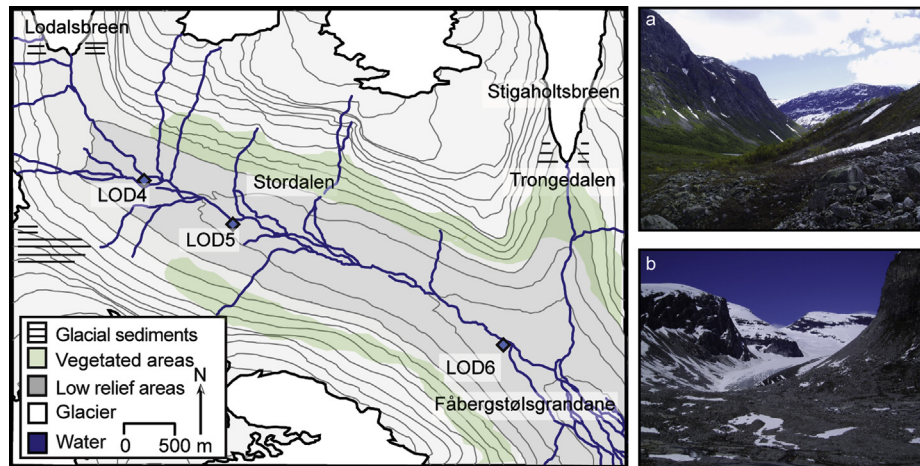 Lodalsbreen
Stigaholtsbreen
Trongedalen
Stordalen
LOD4
LOD5
LOD6
Fåbergstølsgrandane
Glacial sediments
Vegetated areas
Low relief areas
Glacier
Water
N
0 500 m
a
b